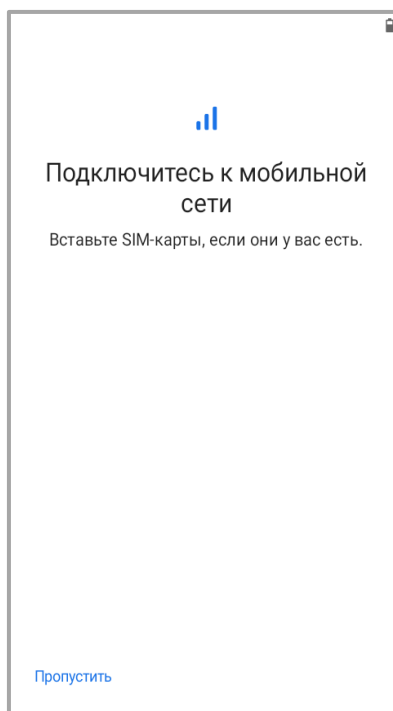 Подключитесь к мобильной
сети
Вставьте SIM-карты, если они у вас есть.
Пропустить